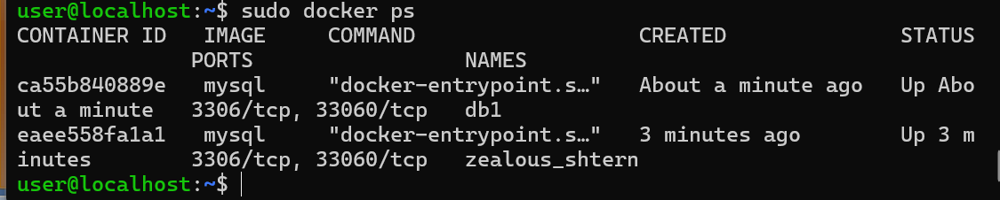 user@localhost:~$ sudo docker ps
CONTAINER ID   IMAGE     COMMAND                  CREATED              STATUS
              PORTS                 NAMES
ca55b840889e   mysql     "docker-entrypoint.s…"   About a minute ago   Up Abo
ut a minute   3306/tcp, 33060/tcp   db1
eaee558fa1a1   mysql     "docker-entrypoint.s…"   3 minutes ago        Up 3 m
inutes        3306/tcp, 33060/tcp   zealous_shtern
user@localhost:~$